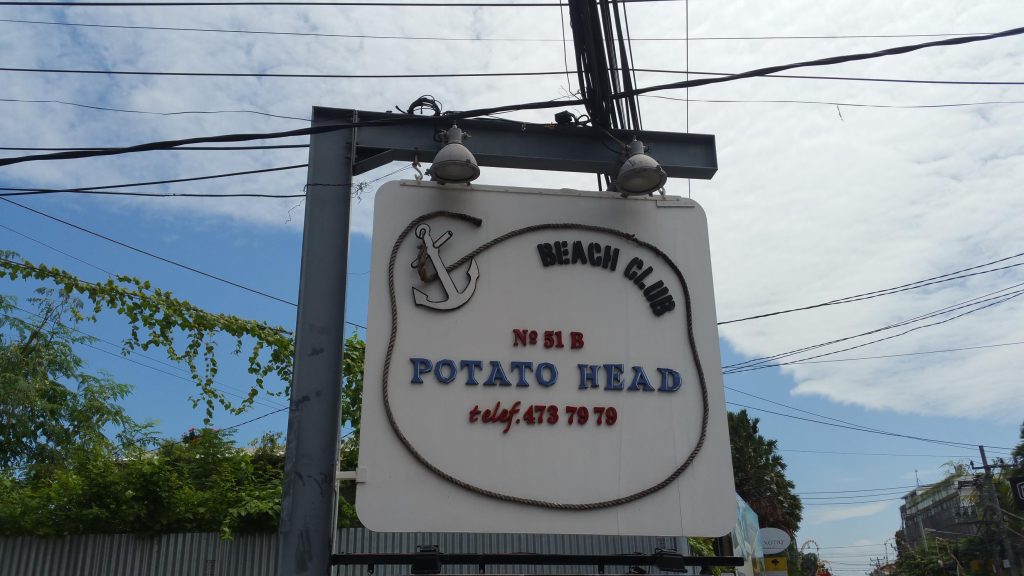 BEACH CLUB
Nº 51 B
POTATO HEAD
telef. 473 79 79